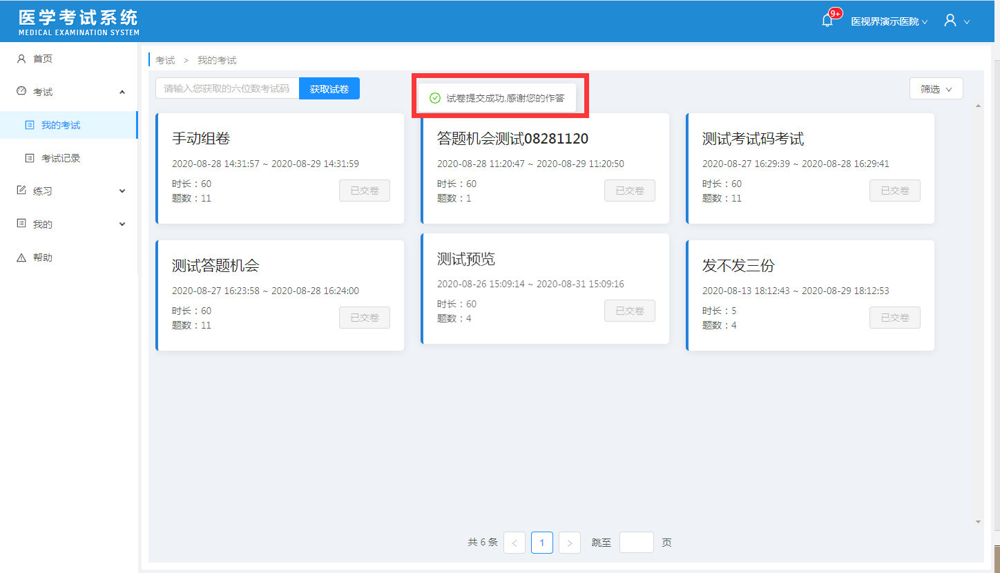 医学考试系统
MEDICAL EXAMINATION SYSTEM
9+
医视界演示医院
首页
考试
我的考试
考试记录
练习
我的
帮助
考试 > 我的考试
请输入您获取的六位数考试码
获取试卷
试卷提交成功,感谢您的作答
筛选
手动组卷
2020-08-28 14:31:57 ~ 2020-08-29 14:31:59
时长：60
题数：11
已交卷
答题机会测试08281120
2020-08-28 11:20:47 ~ 2020-08-29 11:20:50
时长：60
题数：1
已交卷
测试考试码考试
2020-08-27 16:29:39 ~ 2020-08-28 16:29:41
时长：60
题数：11
已交卷
测试答题机会
2020-08-27 16:23:58 ~ 2020-08-28 16:24:00
时长：60
题数：11
已交卷
测试预览
2020-08-26 15:09:14 ~ 2020-08-31 15:09:16
时长：60
题数：4
已交卷
发不发三份
2020-08-13 18:12:43 ~ 2020-08-29 18:12:53
时长：5
题数：4
已交卷
共 6 条 < 1 > 跳至 页